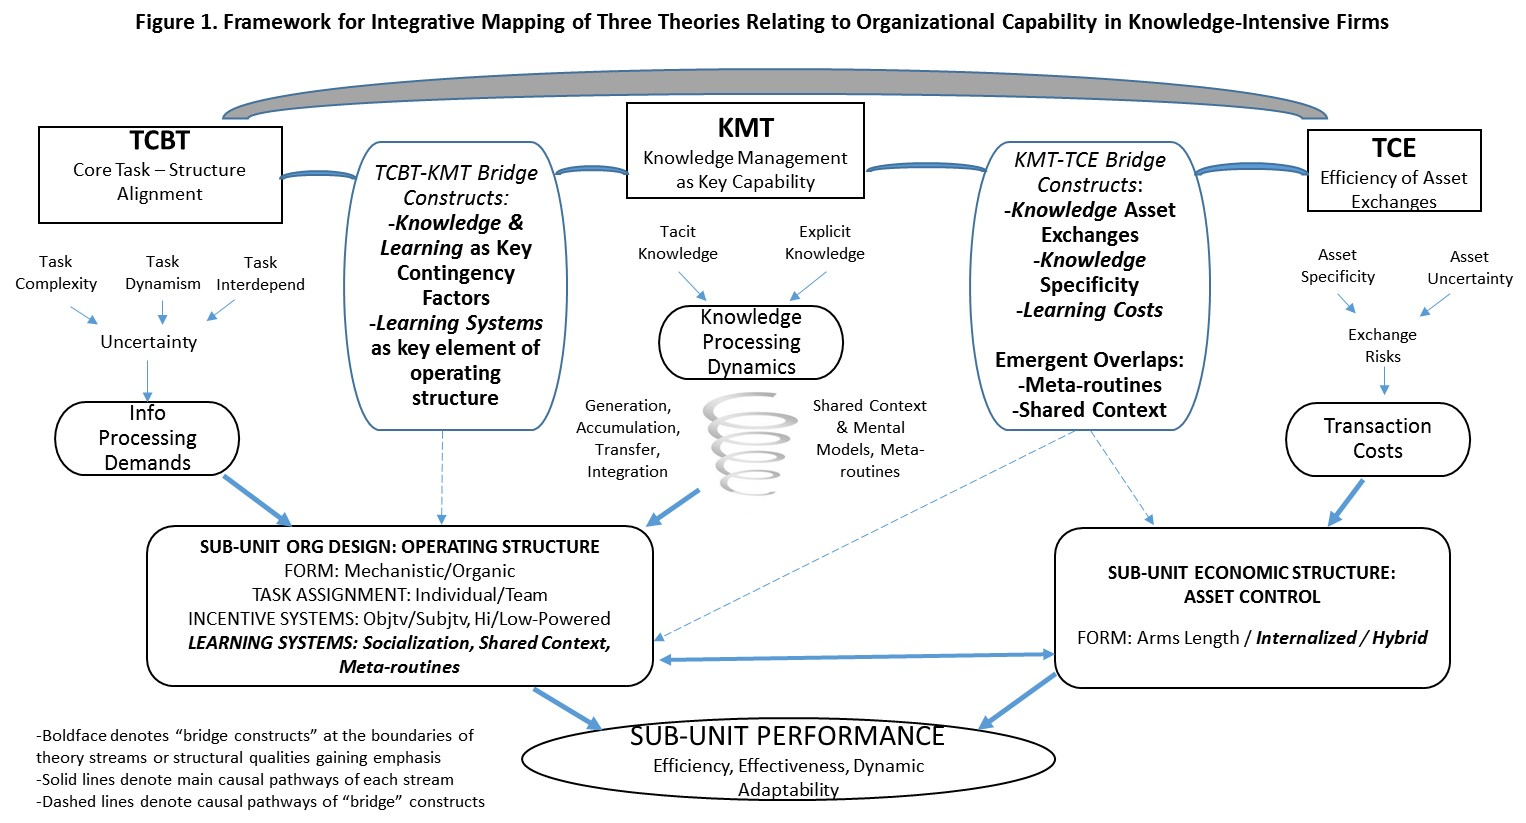 Figure 1. Framework for Integrative Mapping of Three Theories Relating to Organizational Capability in Knowledge-Intensive Firms
TCBT
Core Task – Structure
Alignment
TCBT-KMT Bridge
Constructs:
-Knowledge &
Learning as Key
Contingency
Factors
-Learning Systems
as key element of
operating
structure
KMT
Knowledge Management
as Key Capability
KMT-TCE Bridge
Constructs:
-Knowledge Asset
Exchanges
-Knowledge
Specificity
-Learning Costs
Emergent Overlaps:
-Meta-routines
-Shared Context
TCE
Efficiency of Asset
Exchanges
Task
Complexity
Task
Dynamism
Task
Interdepend
Uncertainty
Info
Processing
Demands
Tacit
Knowledge
Explicit
Knowledge
Knowledge
Processing
Dynamics
Generation,
Accumulation,
Transfer,
Integration
Shared Context
& Mental
Models, Meta-
routines
Asset
Specificity
Asset
Uncertainty
Exchange
Risks
Transaction
Costs
SUB-UNIT ORG DESIGN: OPERATING STRUCTURE
FORM: Mechanistic/Organic
TASK ASSIGNMENT: Individual/Team
INCENTIVE SYSTEMS: Objtv/Subjtv, Hi/Low-Powered
LEARNING SYSTEMS: Socialization, Shared Context,
Meta-routines
SUB-UNIT ECONOMIC STRUCTURE:
ASSET CONTROL
FORM: Arms Length / Internalized / Hybrid
SUB-UNIT PERFORMANCE
Efficiency, Effectiveness, Dynamic
Adaptability
-Boldface denotes “bridge constructs” at the boundaries of
theory streams or structural qualities gaining emphasis
-Solid lines denote main causal pathways of each stream
-Dashed lines denote causal pathways of “bridge” constructs